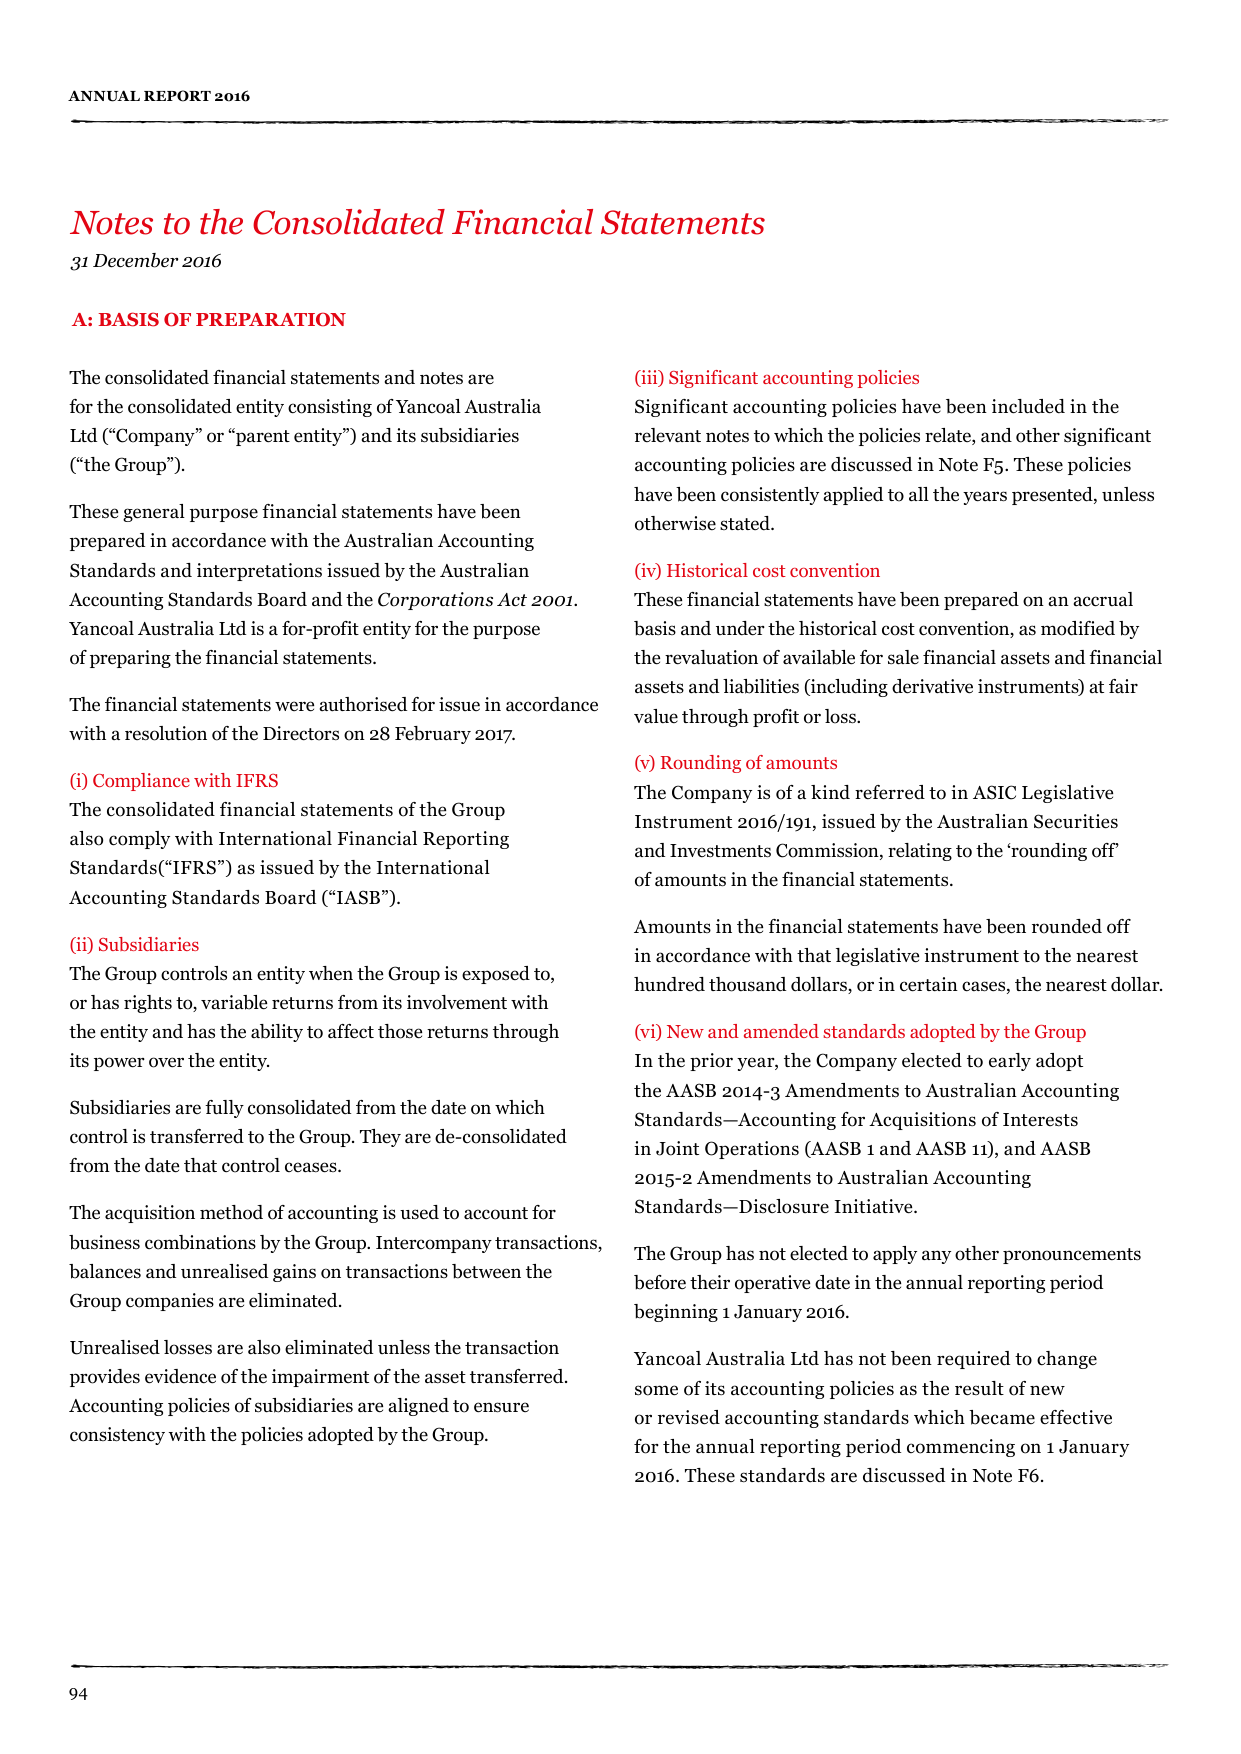 ANNUAL REPORT 2016
Notes to the Consolidated Financial Statements
31 December 2016
A: BASIS OF PREPARATION
The consolidated financial statements and notes are
for the consolidated entity consisting of Yancoal Australia
Ltd (“Company” or “parent entity”) and its subsidiaries
(“the Group”).
These general purpose financial statements have been
prepared in accordance with the Australian Accounting
Standards and interpretations issued by the Australian
Accounting Standards Board and the Corporations Act 2001.
Yancoal Australia Ltd is a for-profit entity for the purpose
of preparing the financial statements.
The financial statements were authorised for issue in accordance
with a resolution of the Directors on 28 February 2017.
(i) Compliance with IFRS
The consolidated financial statements of the Group
also comply with International Financial Reporting
Standards(“IFRS”) as issued by the International
Accounting Standards Board (“IASB”).
(ii) Subsidiaries
The Group controls an entity when the Group is exposed to,
or has rights to, variable returns from its involvement with
the entity and has the ability to affect those returns through
its power over the entity.
Subsidiaries are fully consolidated from the date on which
control is transferred to the Group. They are de-consolidated
from the date that control ceases.
The acquisition method of accounting is used to account for
business combinations by the Group. Intercompany transactions,
balances and unrealised gains on transactions between the
Group companies are eliminated.
Unrealised losses are also eliminated unless the transaction
provides evidence of the impairment of the asset transferred.
Accounting policies of subsidiaries are aligned to ensure
consistency with the policies adopted by the Group.
(iii) Significant accounting policies
Significant accounting policies have been included in the
relevant notes to which the policies relate, and other significant
accounting policies are discussed in Note F5. These policies
have been consistently applied to all the years presented, unless
otherwise stated.
(iv) Historical cost convention
These financial statements have been prepared on an accrual
basis and under the historical cost convention, as modified by
the revaluation of available for sale financial assets and financial
assets and liabilities (including derivative instruments) at fair
value through profit or loss.
(v) Rounding of amounts
The Company is of a kind referred to in ASIC Legislative
Instrument 2016/191, issued by the Australian Securities
and Investments Commission, relating to the ‘rounding off’
of amounts in the financial statements.
Amounts in the financial statements have been rounded off
in accordance with that legislative instrument to the nearest
hundred thousand dollars, or in certain cases, the nearest dollar.
(vi) New and amended standards adopted by the Group
In the prior year, the Company elected to early adopt
the AASB 2014-3 Amendments to Australian Accounting
Standards—Accounting for Acquisitions of Interests
in Joint Operations (AASB 1 and AASB 11), and AASB
2015-2 Amendments to Australian Accounting
Standards—Disclosure Initiative.
The Group has not elected to apply any other pronouncements
before their operative date in the annual reporting period
beginning 1 January 2016.
Yancoal Australia Ltd has not been required to change
some of its accounting policies as the result of new
or revised accounting standards which became effective
for the annual reporting period commencing on 1 January
2016. These standards are discussed in Note F6.
94